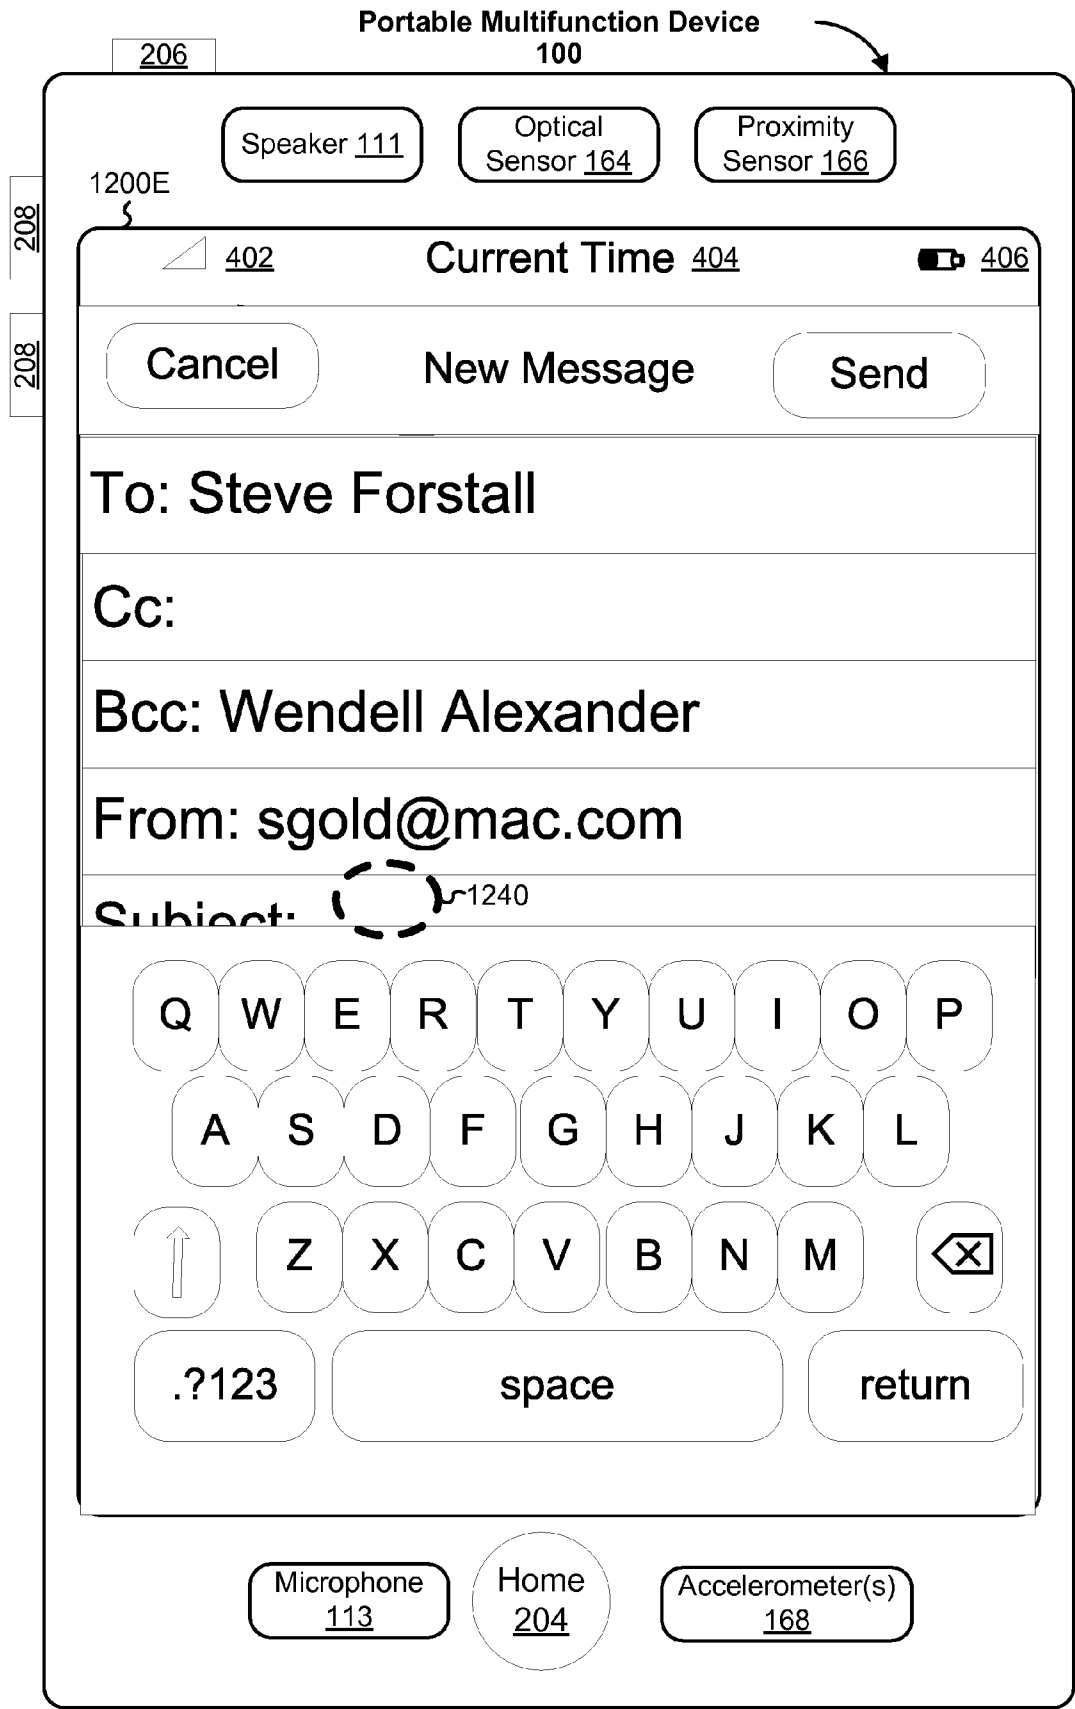 Portable Multifunction Device
100
206
Speaker 111
Optical
Sensor 164
Proximity
Sensor 166
1200E
208
208
402
Current Time 404
406
Cancel
New Message
Send
To: Steve Forstall
Cc:
Bcc: Wendell Alexander
From: sgold@mac.com
Subject:
1240
Q W E R T Y U I O P
A S D F G H J K L
Z X C V B N M
.?123
space
return
Microphone
113
Home
204
Accelerometer(s)
168